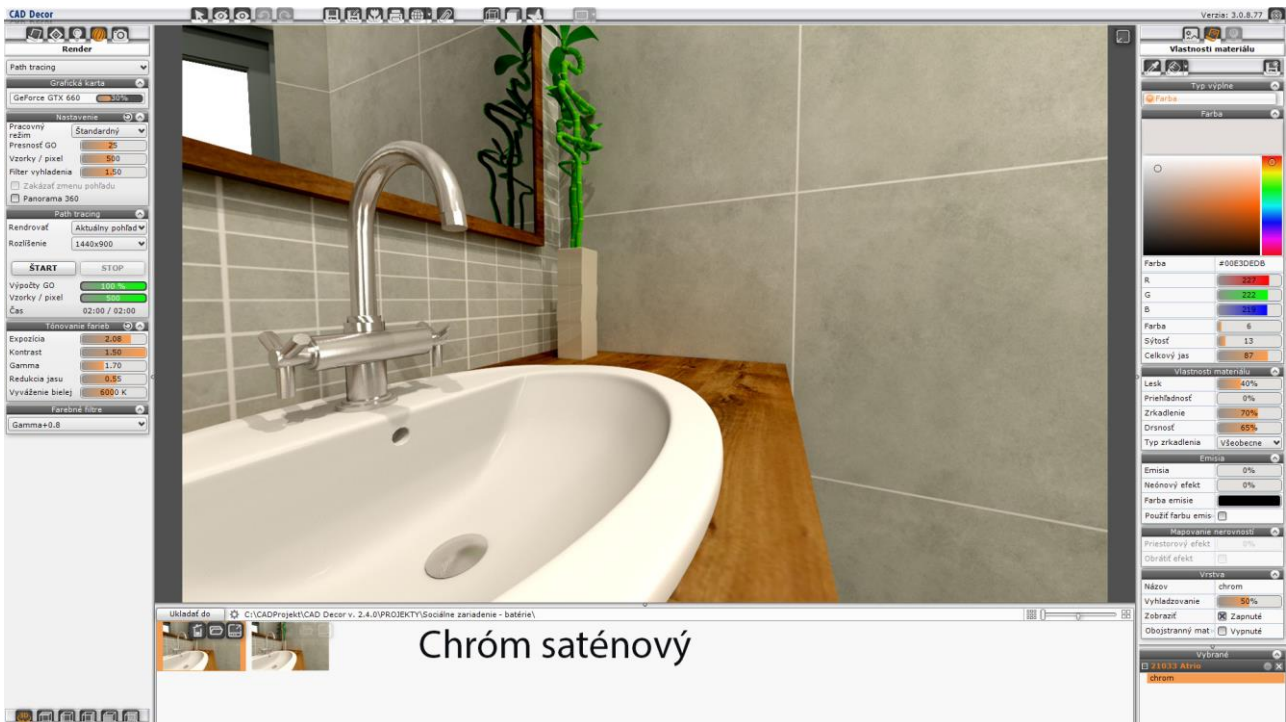 CAD Decor
Verzia: 3.0.8.77
Render
Path tracing
Grafická karta
GeForce GTX 660 30%
Nastavenie
Pracovný režim Štandardný
Presnosť GO 25
Vzorky / pixel 500
Filter vyhladenia 1.50
Zakázať zmenu pohľadu
Panorama 360
Path tracing
Rendrovať Aktuálny pohľad
Rozlíšenie 1440x900
ŠTART STOP
Výpočty GO 100 %
Vzorky / pixel 500
Čas 02:00 / 02:00
Tónovanie farieb
Expozícia 2.08
Kontrast 1.50
Gamma 1.70
Redukcia jasu 0.55
Vyváženie bielej 6000 K
Farebné filtre
Gamma+0.8
Ukladať do C:\CADProjekt\CAD Decor v. 2.4.0\PROJEKTY\Sociálne zariadenie - batérie\
Chróm saténový
Vlastnosti materiálu
Typ výplne
Farba
Farba
Farba #00E3DEDB
R 227
G 222
B 219
Farba 6
Sýtosť 13
Celkový jas 87
Vlastnosti materiálu
Lesk 40%
Priehľadnosť 0%
Zrkadlenie 70%
Drsnosť 65%
Typ zrkadlenia Všeobecne
Emisia
Emisia 0%
Neónový efekt 0%
Farba emisie
Použiť farbu emis
Mapovanie nerovností
Priestorový efekt 0%
Obrátiť efekt
Vrstva
Názov chrom
Vyhladzovanie 50%
Zobraziť Zapnuté
Obojstranný mat Vypnuté
Vybrané
21033 Atrio
chrom